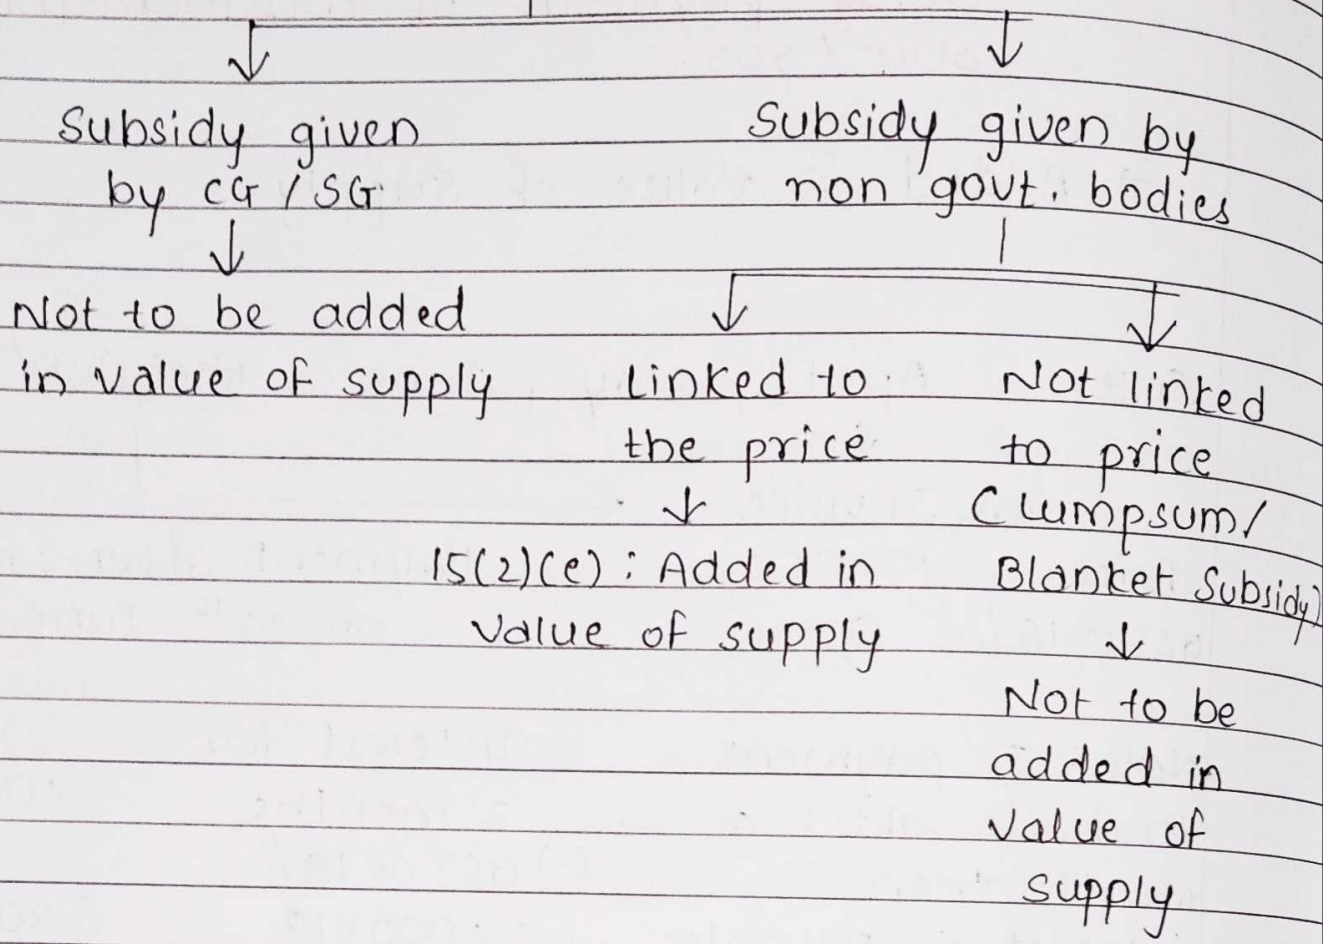 Subsidy given
by CG / SG
Not to be added
in value of supply
Subsidy given by
non govt. bodies
Linked to
the price
15(2)(e) : Added in
value of supply
Not linked
to price
(Lumpsum/
Blanket Subsidy)
Not to be
added in
value of
supply